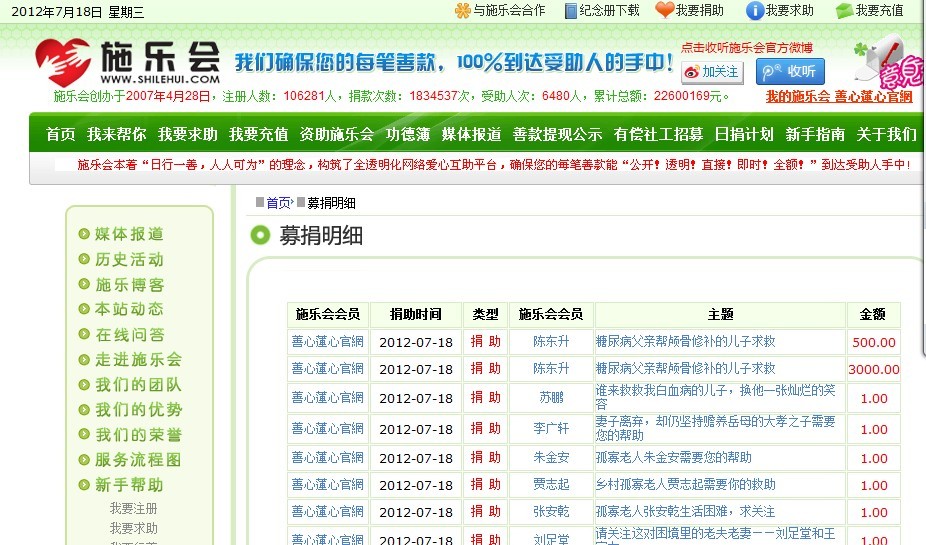 2012年7月18日 星期三
与施乐会合作 纪念册下载 我要捐助 我要求助 我要充值
施乐会
WWW.SHILEHUI.COM
我们确保您的每笔善款，100%到达受助人的手中！
点击收听施乐会官方微博
加关注 收听
施乐会创办于2007年4月28日，注册人数：106281人，捐款次数：1834537次，受助人次：6480人，累计总额：22600169元。
我的施乐会 善心蓮心官網
首页 我来帮你 我要求助 我要充值 资助施乐会 功德簿 媒体报道 善款提现公示 有偿社工招募 日捐计划 新手指南 关于我们
施乐会本着“日行一善，人人可为”的理念，构筑了全透明化网络爱心互助平台，确保您的每笔善款能“公开！透明！直接！即时！全额！”到达受助人手中！
首页 募捐明细
募捐明细
媒体报道
历史活动
施乐博客
本站动态
在线问答
走进施乐会
我们的团队
我们的优势
我们的荣誉
服务流程图
新手帮助
我要注册
我要求助
施乐会会员 捐助时间 类型 施乐会会员 主题 金额
善心蓮心官網 2012-07-18 捐 助 陈东升 糖尿病父亲帮颅骨修补的儿子求救 500.00
善心蓮心官網 2012-07-18 捐 助 陈东升 糖尿病父亲帮颅骨修补的儿子求救 3000.00
善心蓮心官網 2012-07-18 捐 助 苏鹏 谁来救救我白血病的儿子，换他一张灿烂的笑
容 1.00
善心蓮心官網 2012-07-18 捐 助 李广轩 妻子离弃，却仍坚持赡养岳母的大孝之子需要
您的帮助 1.00
善心蓮心官網 2012-07-18 捐 助 朱金安 孤寡老人朱金安需要您的帮助 1.00
善心蓮心官網 2012-07-18 捐 助 贾志起 乡村孤寡老人贾志起需要你的救助 1.00
善心蓮心官網 2012-07-18 捐 助 张安乾 孤寡老人张安乾生活困难，求关注 1.00
善心蓮心官網 2012-07-18 捐 助 刘足堂 请关注这对困境里的老夫老妻——刘足堂和王 1.00